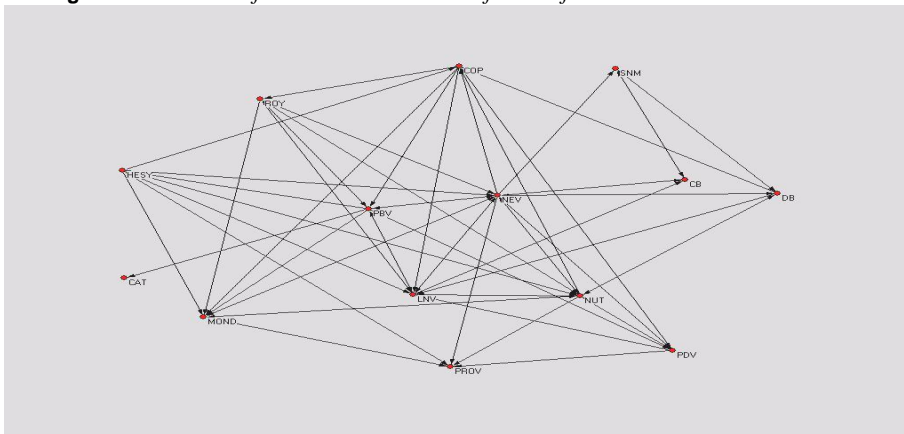 COP
SNM
ROY
HESY
CB
NEV
DB
PBV
CAT
LNV
NUT
MOND
PDV
PROV